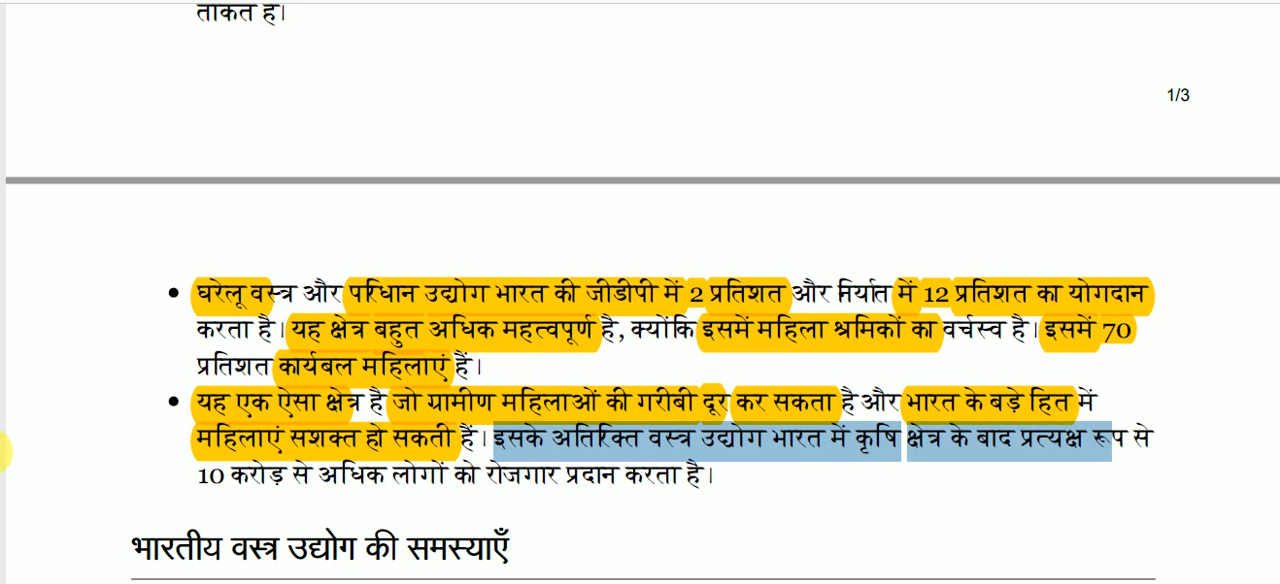 ताकत है।
1/3
• घरेलू वस्त्र और परिधान उद्योग भारत की जीडीपी में 2 प्रतिशत और निर्यात में 12 प्रतिशत का योगदान
करता है। यह क्षेत्र बहुत अधिक महत्वपूर्ण है, क्योंकि इसमें महिला श्रमिकों का वर्चस्व है। इसमें 70
प्रतिशत कार्यबल महिलाएं हैं।
• यह एक ऐसा क्षेत्र है जो ग्रामीण महिलाओं की गरीबी दूर कर सकता है और भारत के बड़े हित में
महिलाएं सशक्त हो सकती हैं। इसके अतिरिक्त वस्त्र उद्योग भारत में कृषि क्षेत्र के बाद प्रत्यक्ष रूप से
10 करोड़ से अधिक लोगों को रोजगार प्रदान करता है।
भारतीय वस्त्र उद्योग की समस्याएँ